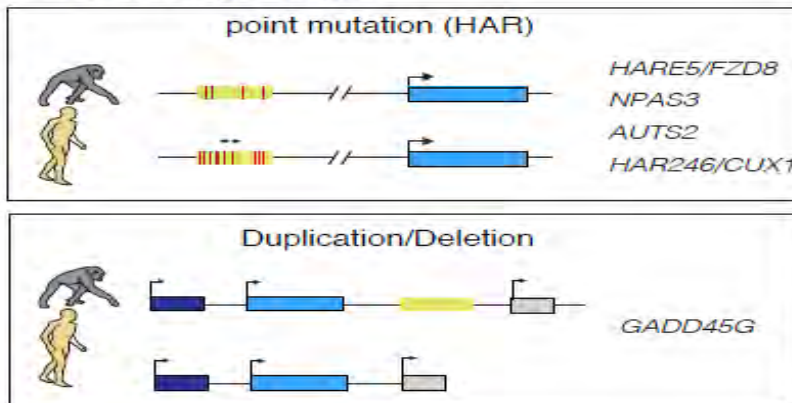 point mutation (HAR)
HARE5/FZD8
NPAS3
AUTS2
HAR246/CUX1
Duplication/Deletion
GADD45G